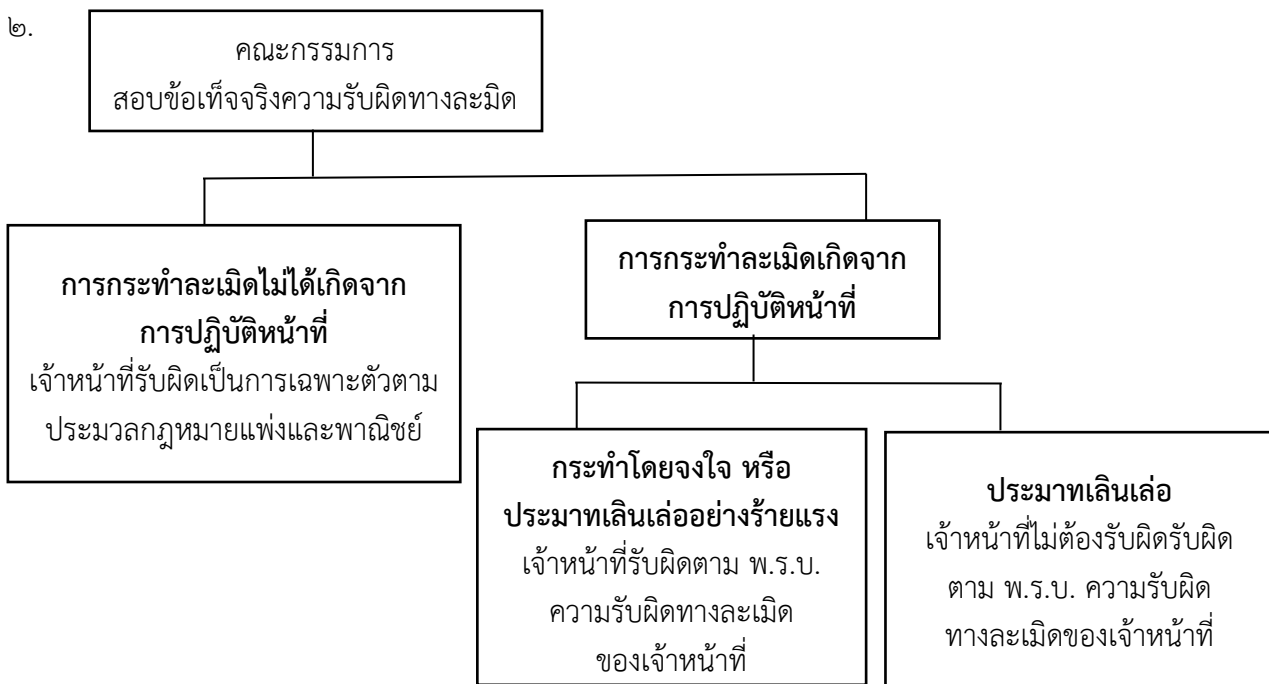 ๒.
คณะกรรมการ
สอบข้อเท็จจริงความรับผิดทางละมิด
การกระทำละเมิดไม่ได้เกิดจาก
การปฏิบัติหน้าที่
เจ้าหน้าที่รับผิดเป็นการเฉพาะตัวตาม
ประมวลกฎหมายแพ่งและพาณิชย์
การกระทำละเมิดเกิดจาก
การปฏิบัติหน้าที่
กระทำโดยจงใจ หรือ
ประมาทเลินเล่ออย่างร้ายแรง
เจ้าหน้าที่รับผิดตาม พ.ร.บ.
ความรับผิดทางละเมิด
ของเจ้าหน้าที่
ประมาทเลินเล่อ
เจ้าหน้าที่ไม่ต้องรับผิดรับผิด
ตาม พ.ร.บ. ความรับผิด
ทางละเมิดของเจ้าหน้าที่